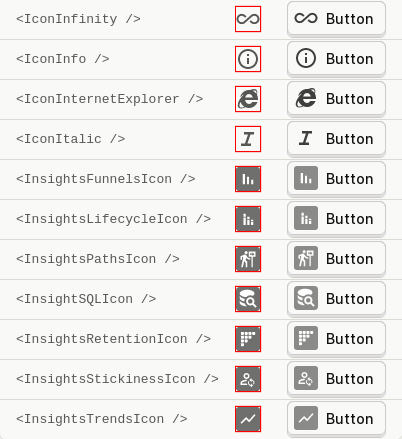 <IconInfinity /> Button
<IconInfo /> Button
<IconInternetExplorer /> Button
<IconItalic /> Button
<InsightsFunnelsIcon /> Button
<InsightsLifecycleIcon /> Button
<InsightsPathsIcon /> Button
<InsightSQLIcon /> Button
<InsightsRetentionIcon /> Button
<InsightsStickinessIcon /> Button
<InsightsTrendsIcon /> Button